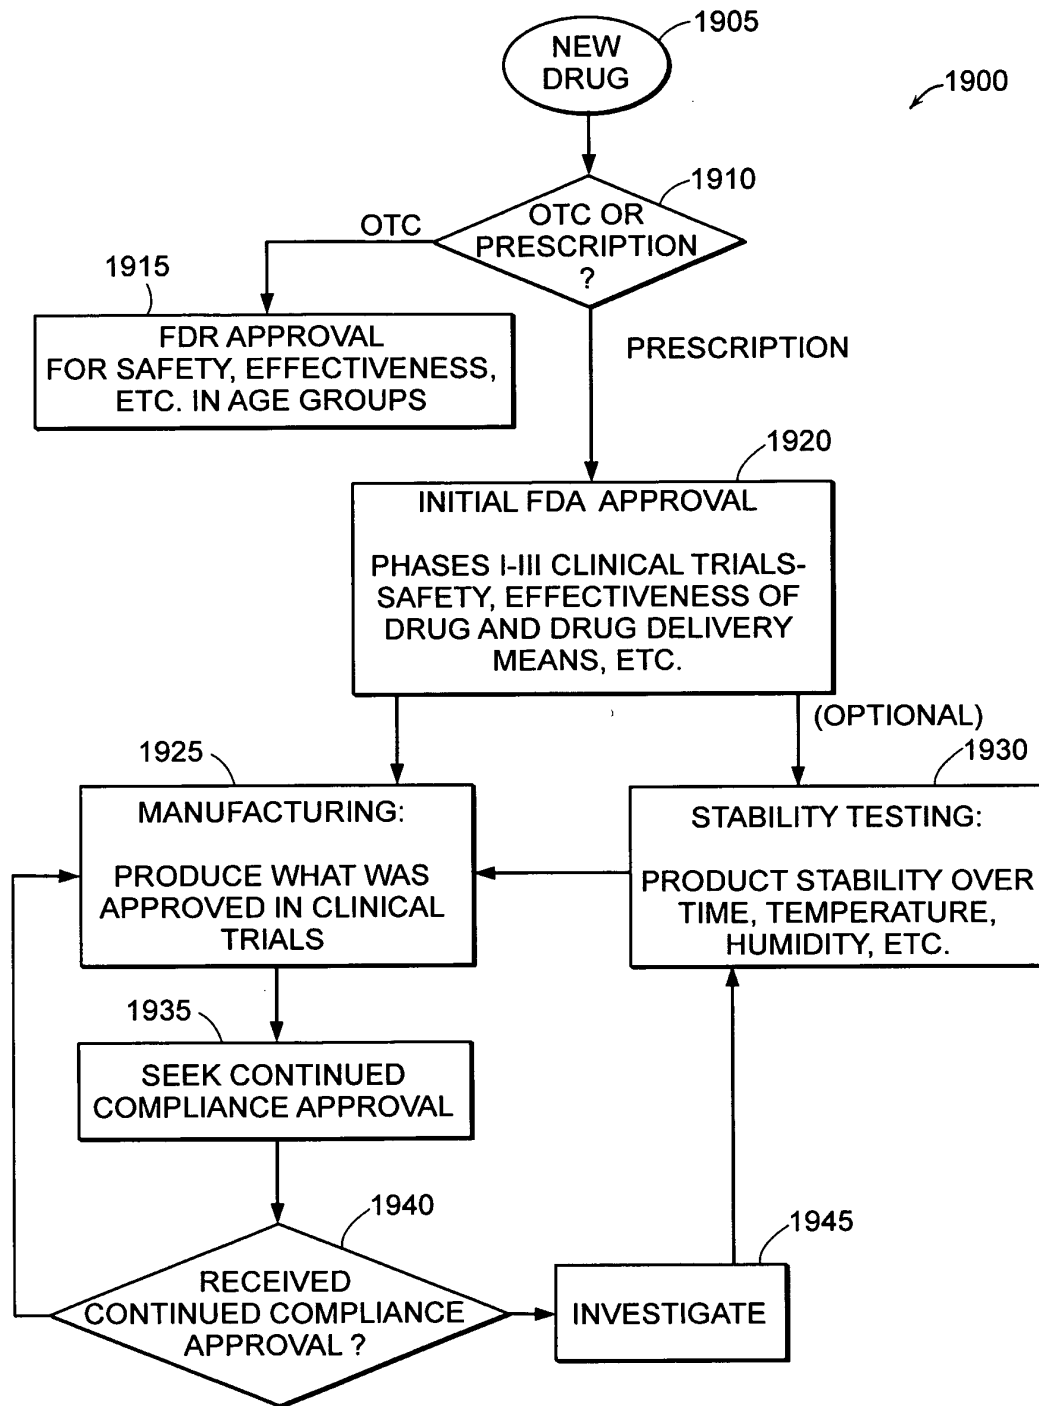 1905
NEW
DRUG
1900
1910
OTC OR
PRESCRIPTION
?
OTC
1915
FDR APPROVAL
FOR SAFETY, EFFECTIVENESS,
ETC. IN AGE GROUPS
PRESCRIPTION
1920
INITIAL FDA APPROVAL
PHASES I-III CLINICAL TRIALS-
SAFETY, EFFECTIVENESS OF
DRUG AND DRUG DELIVERY
MEANS, ETC.
(OPTIONAL)
1925
MANUFACTURING:
PRODUCE WHAT WAS
APPROVED IN CLINICAL
TRIALS
1930
STABILITY TESTING:
PRODUCT STABILITY OVER
TIME, TEMPERATURE,
HUMIDITY, ETC.
1935
SEEK CONTINUED
COMPLIANCE APPROVAL
1940
RECEIVED
CONTINUED COMPLIANCE
APPROVAL ?
1945
INVESTIGATE